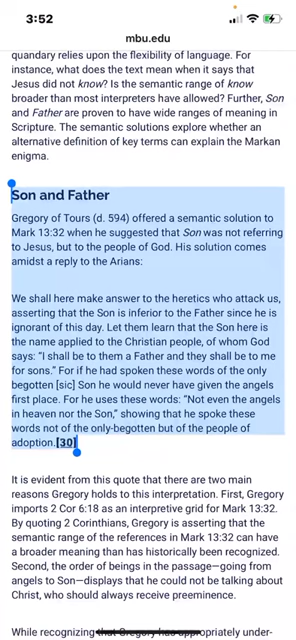 3:52
mbu.edu
quandary relies upon the flexibility of language. For
instance, what does the text mean when it says that
Jesus did not know? Is the semantic range of know
broader than most interpreters have allowed? Further, Son
and Father are proven to have wide ranges of meaning in
Scripture. The semantic solutions explore whether an
alternative definition of key terms can explain the Markan
enigma.
Son and Father
Gregory of Tours (d. 594) offered a semantic solution to
Mark 13:32 when he suggested that Son was not referring
to Jesus, but to the people of God. His solution comes
amidst a reply to the Arians:
We shall here make answer to the heretics who attack us,
asserting that the Son is inferior to the Father since he is
ignorant of this day. Let them learn that the Son here is
the name applied to the Christian people, of whom God
says: “I shall be to them a Father and they shall be to me
for sons.” For if he had spoken these words of the only
begotten [sic] Son he would never have given the angels
first place. For he uses these words: “Not even the angels
in heaven nor the Son,” showing that he spoke these
words not of the only-begotten but of the people of
adoption.[30]
It is evident from this quote that there are two main
reasons Gregory holds to this interpretation. First, Gregory
imports 2 Cor 6:18 as an interpretive grid for Mark 13:32.
By quoting 2 Corinthians, Gregory is asserting that the
semantic range of the references in Mark 13:32 can have
a broader meaning than has historically been recognized.
Second, the order of beings in the passage—going from
angels to Son—displays that he could not be talking about
Christ, who should always receive preeminence.
While recognizing that Gregory has appropriately under-